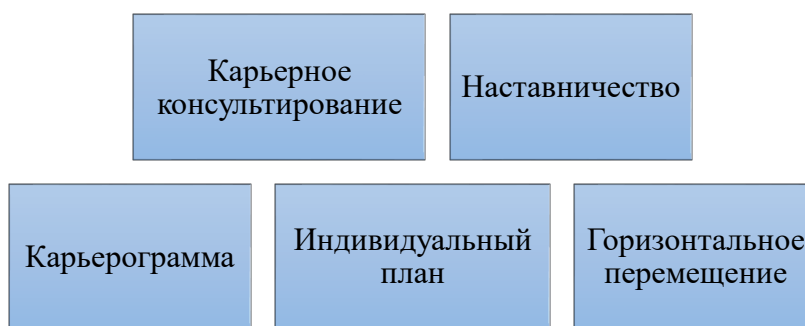 Карьерное
консультирование
Наставничество
Карьерограмма
Индивидуальный
план
Горизонтальное
перемещение